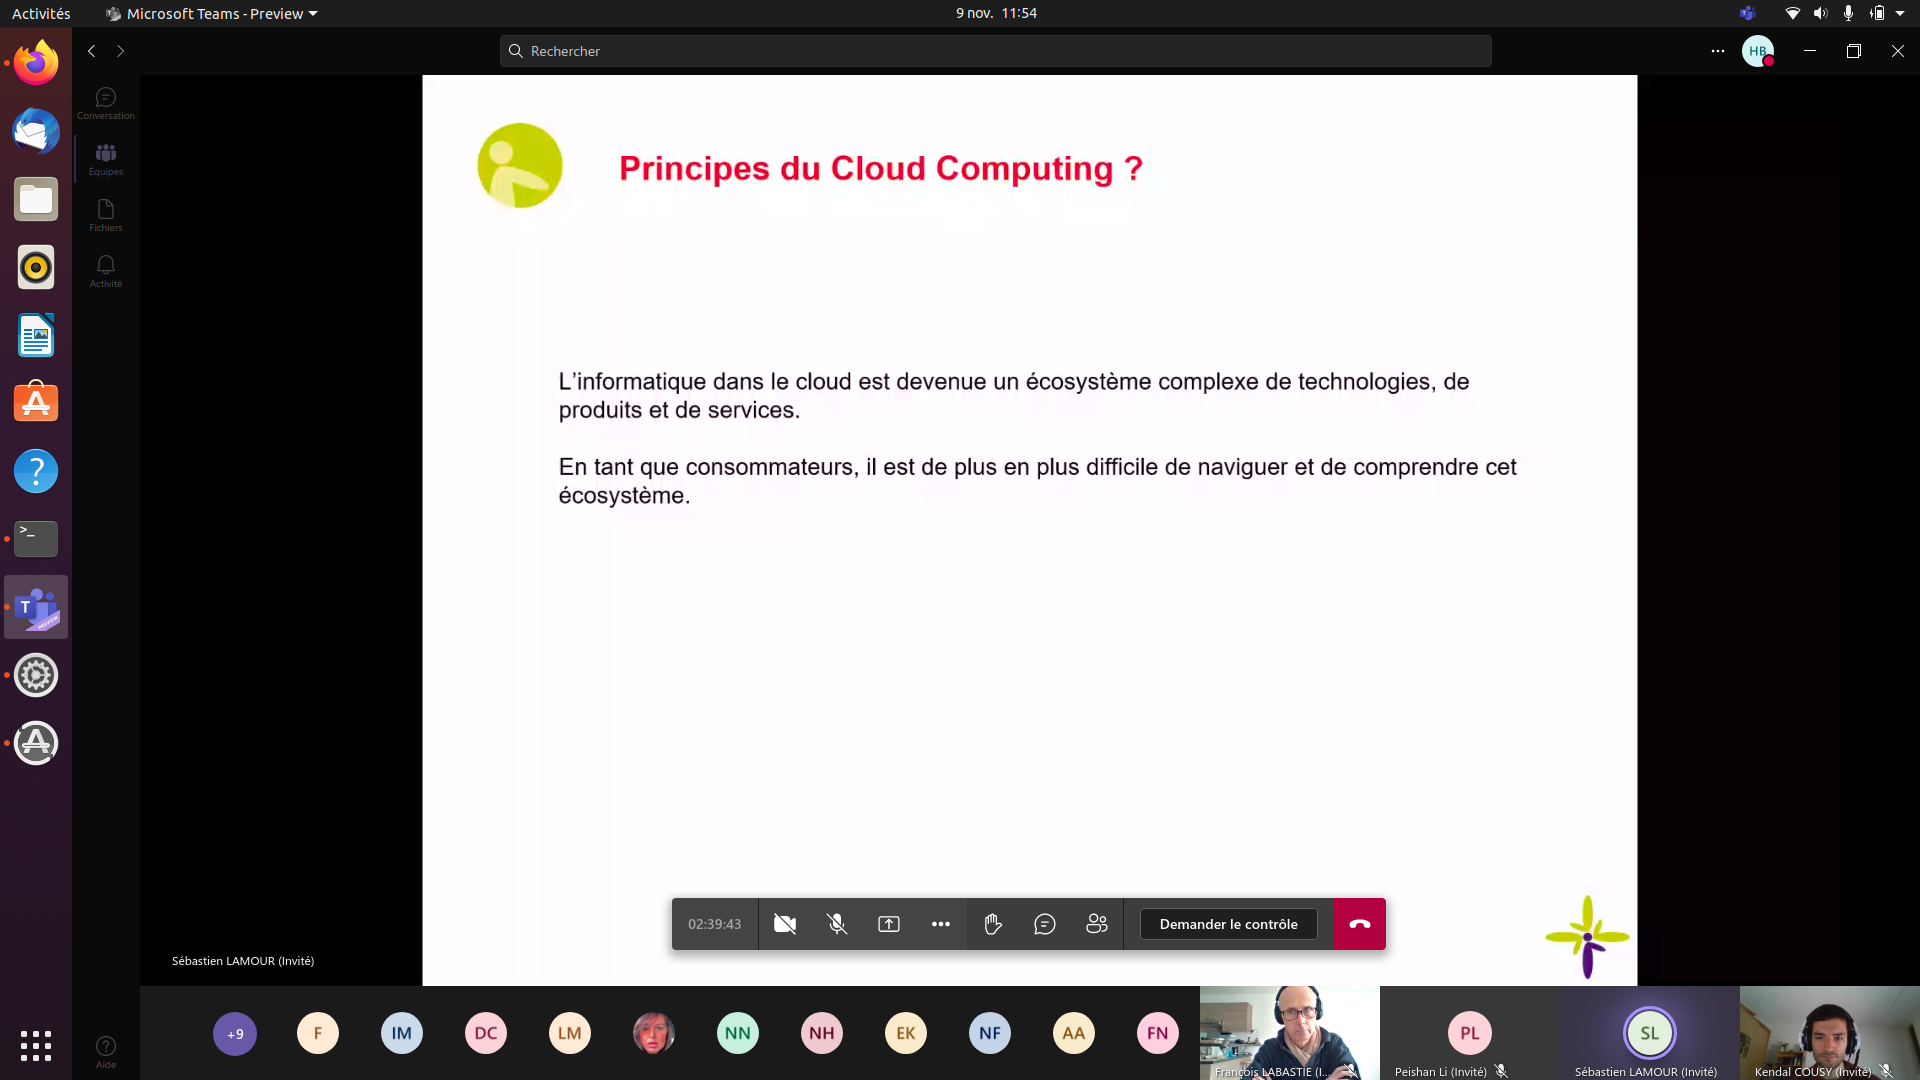 Activités
Microsoft Teams - Preview
9 nov. 11:54
Rechercher
HB
Conversation
Équipes
Fichiers
Activité
Aide
Principes du Cloud Computing ?
L’informatique dans le cloud est devenue un écosystème complexe de technologies, de
produits et de services.
En tant que consommateurs, il est de plus en plus difficile de naviguer et de comprendre cet
écosystème.
02:39:43
Demander le contrôle
Sébastien LAMOUR (Invité)
+9
F
IM
DC
LM
NN
NH
EK
NF
AA
FN
PL
SL
François LABASTIE (I...
Peishan Li (Invité)
Sébastien LAMOUR (Invité)
Kendal COUSY (Invité)